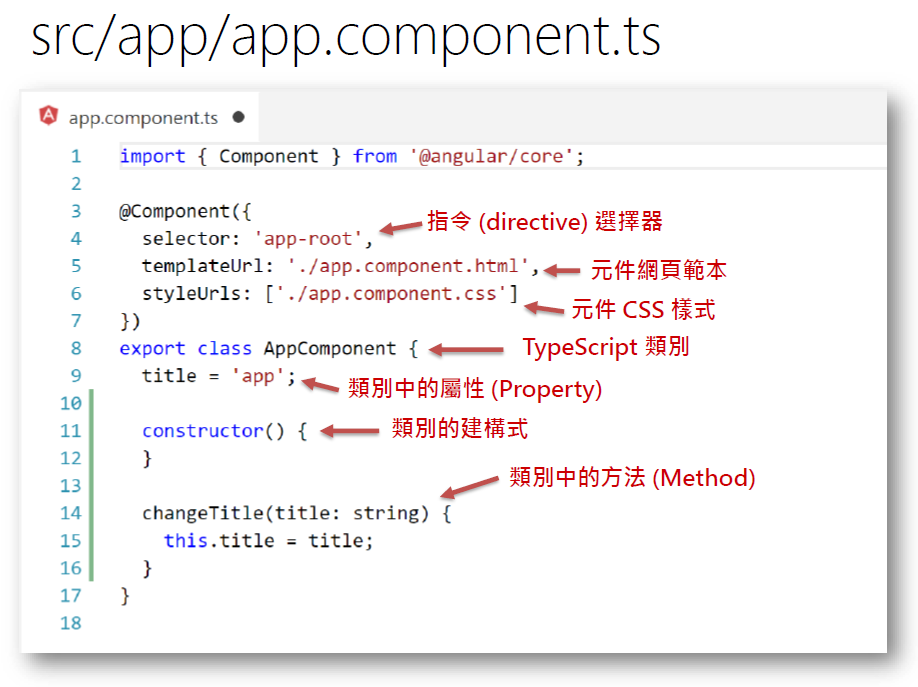 src/app/app.component.ts
app.component.ts ●
1 import { Component } from '@angular/core';
2
3 @Component({
4   selector: 'app-root', 指令 (directive) 選擇器
5   templateUrl: './app.component.html', 元件網頁範本
6   styleUrls: ['./app.component.css'] 元件 CSS 樣式
7 })
8 export class AppComponent { TypeScript 類別
9   title = 'app'; 類別中的屬性 (Property)
10
11   constructor() { 類別的建構式
12   }
13 類別中的方法 (Method)
14   changeTitle(title: string) {
15     this.title = title;
16   }
17 }
18